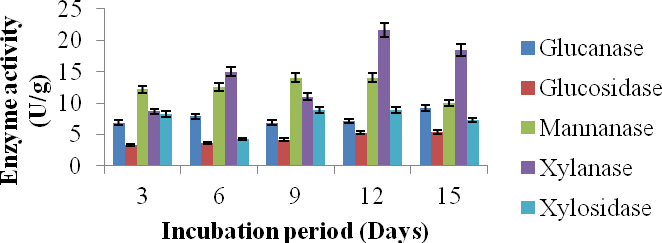 Enzyme activity
(U/g)
25
20
15
10
5
0
3 6 9 12 15
Incubation period (Days)
Glucanase
Glucosidase
Mannanase
Xylanase
Xylosidase